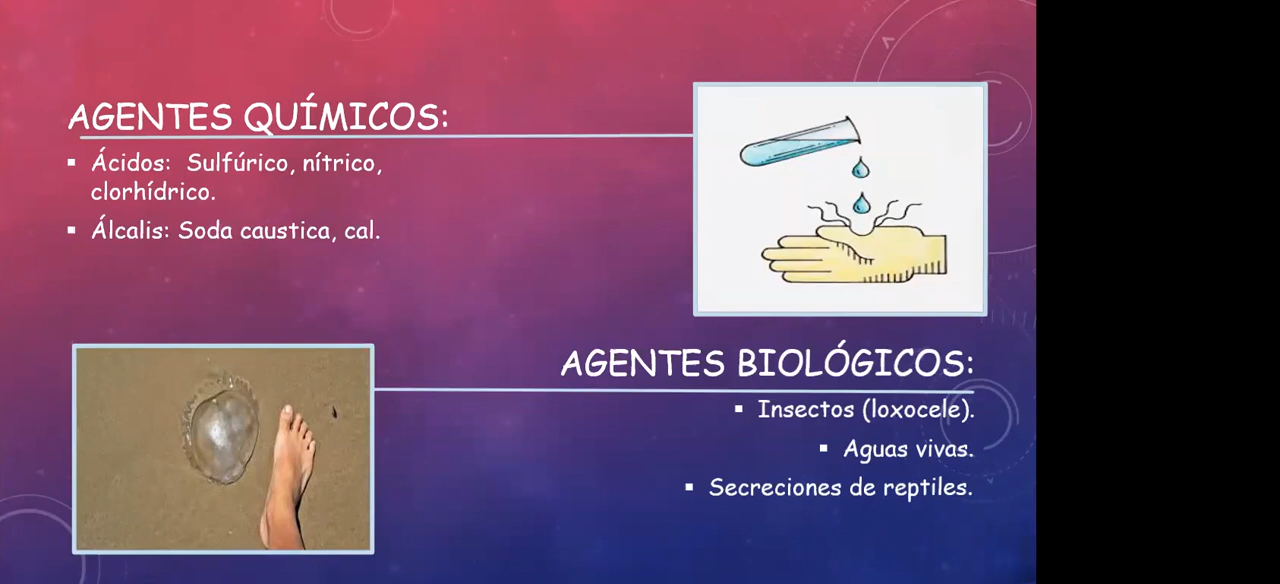 AGENTES QUÍMICOS:
▪ Ácidos: Sulfúrico, nítrico,
clorhídrico.
▪ Álcalis: Soda caustica, cal.
AGENTES BIOLÓGICOS:
▪ Insectos (loxocele).
▪ Aguas vivas.
▪ Secreciones de reptiles.